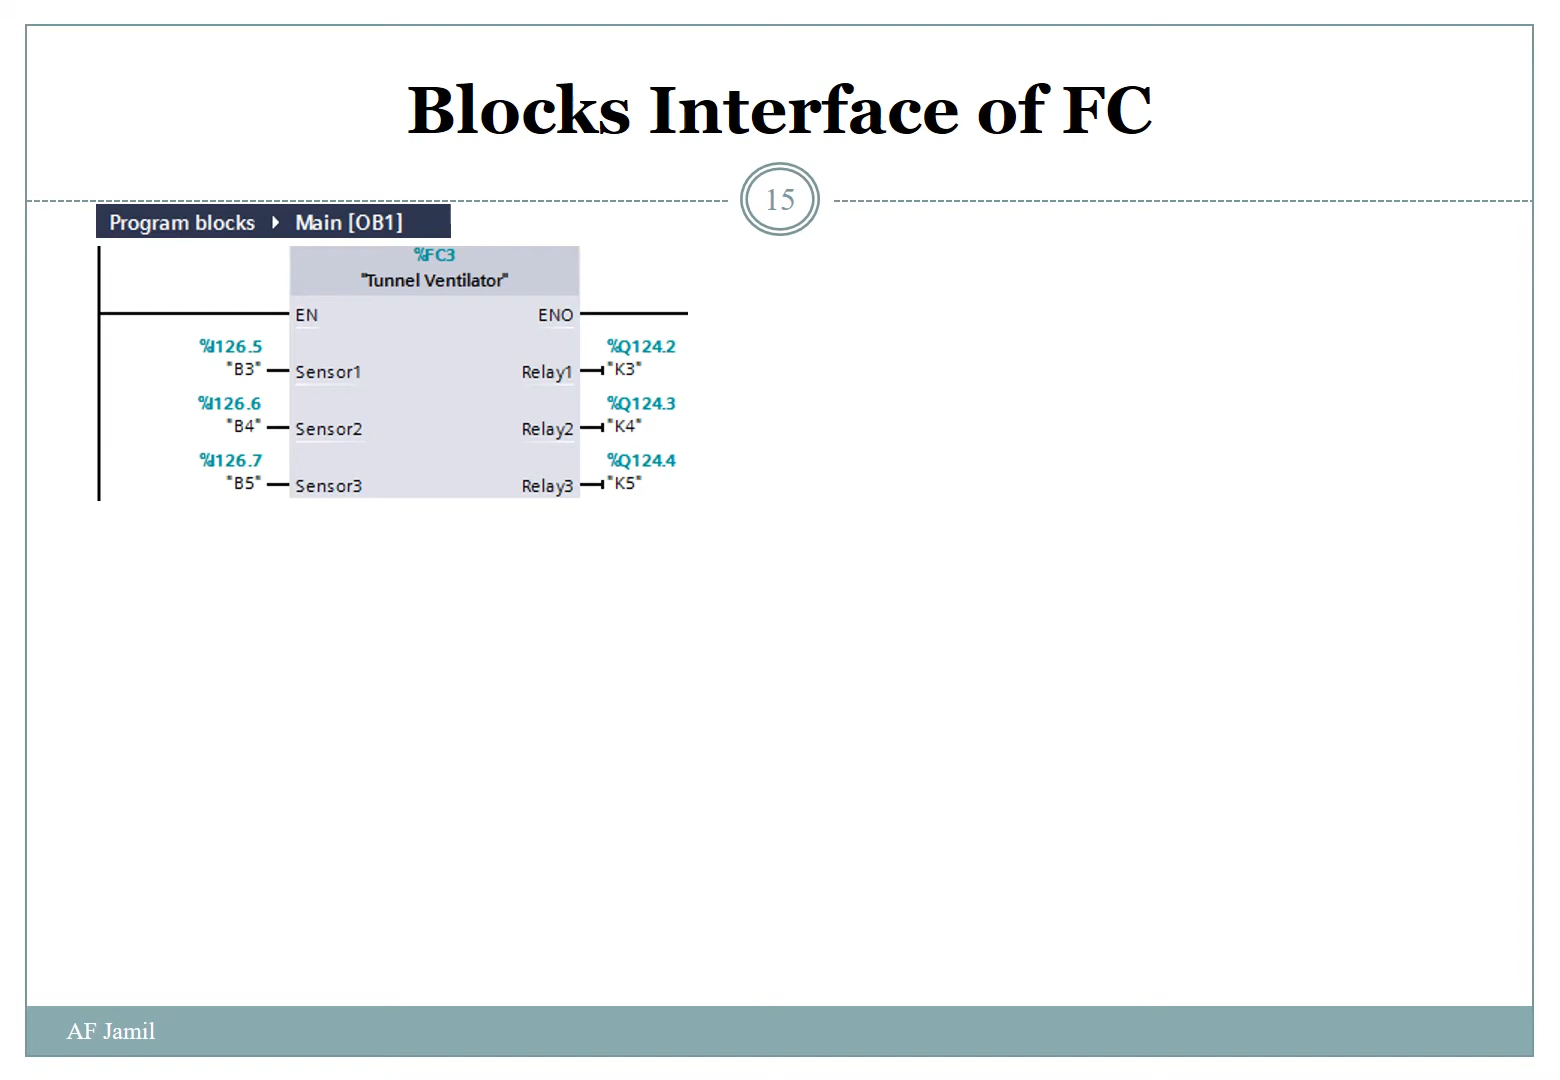 Blocks Interface of FC
15
Program blocks ▸ Main [OB1]
%FC3
"Tunnel Ventilator"
EN ENO
%I126.5 %Q124.2
"B3" Sensor1 Relay1 "K3"
%I126.6 %Q124.3
"B4" Sensor2 Relay2 "K4"
%I126.7 %Q124.4
"B5" Sensor3 Relay3 "K5"
AF Jamil